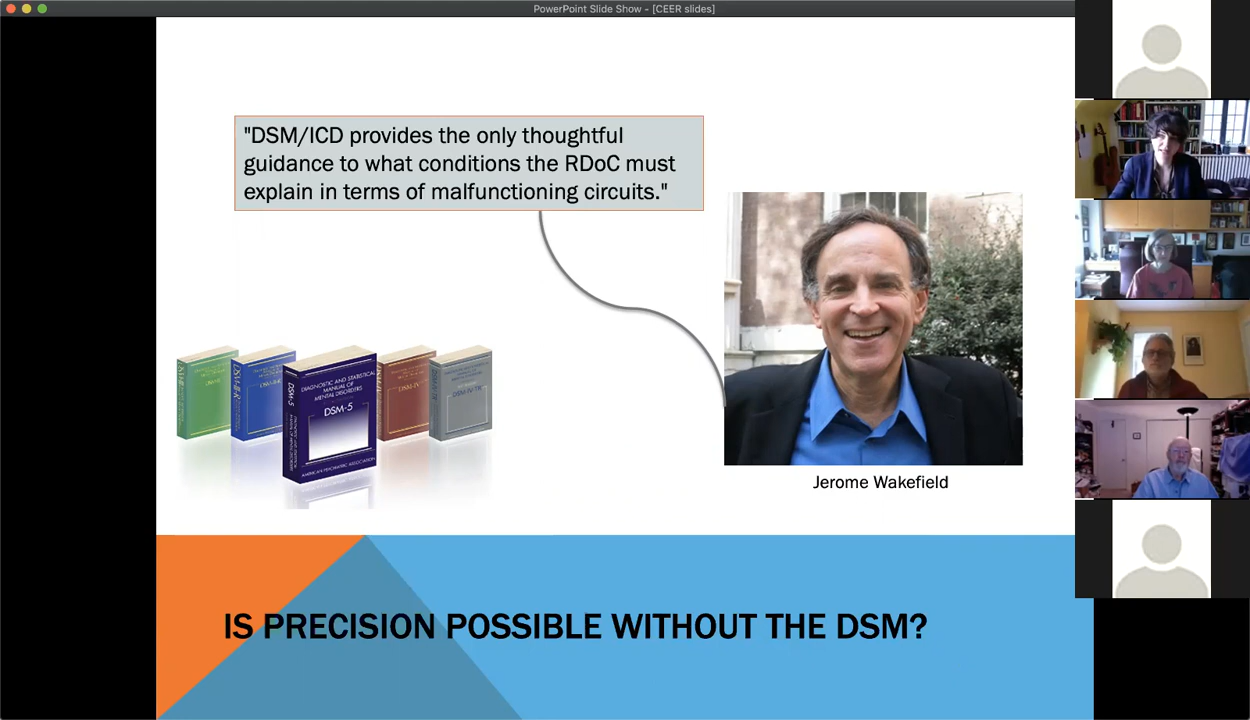 PowerPoint Slide Show - [CEER slides]
"DSM/ICD provides the only thoughtful
guidance to what conditions the RDoC must
explain in terms of malfunctioning circuits."
DIAGNOSTIC AND STATISTICAL
MANUAL OF
MENTAL DISORDERS
DSM-5
AMERICAN PSYCHIATRIC ASSOCIATION
DSM-5
Jerome Wakefield
IS PRECISION POSSIBLE WITHOUT THE DSM?